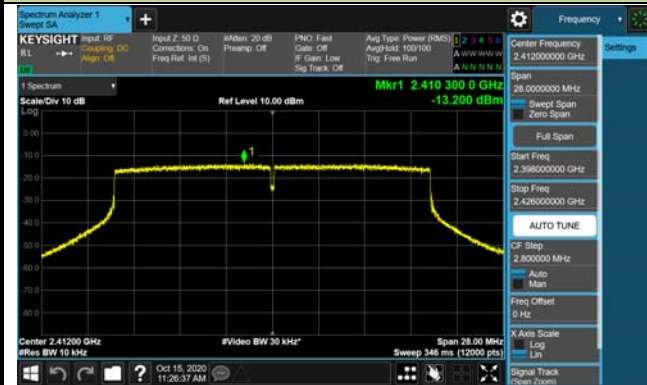 Spectrum Analyzer 1
Swept SA
Frequency
KEYSIGHT
Input: RF
Coupling: DC
Align: Off
Input Z: 50 Ω
Corrections: On
Freq Ref: Int (S)
#Atten: 20 dB
Preamp: Off
PNO: Fast
Gate: Off
IF Gain: Low
Sig Track: Off
Avg Type: Power (RMS)
Avg|Hold: 100/100
Trig: Free Run
1 2 3 4 5 6
A W W W W W
A N N N N N
RL
1 Spectrum
Scale/Div 10 dB
Ref Level 10.00 dBm
Mkr1 2.410 300 0 GHz
-13.200 dBm
Log
0.00
-10.0
-20.0
-30.0
-40.0
-50.0
-60.0
-70.0
-80.0
1
Center 2.41200 GHz
#Res BW 10 kHz
#Video BW 30 kHz*
Span 28.00 MHz
Sweep 346 ms (12000 pts)
Oct 15, 2020
11:26:37 AM
Center Frequency
2.412000000 GHz
Settings
Span
28.0000000 MHz
Swept Span
Zero Span
Full Span
Start Freq
2.398000000 GHz
Stop Freq
2.426000000 GHz
AUTO TUNE
CF Step
2.800000 MHz
Auto
Man
Freq Offset
0 Hz
X Axis Scale
Log
Lin
Signal Track
(Span Zoom)